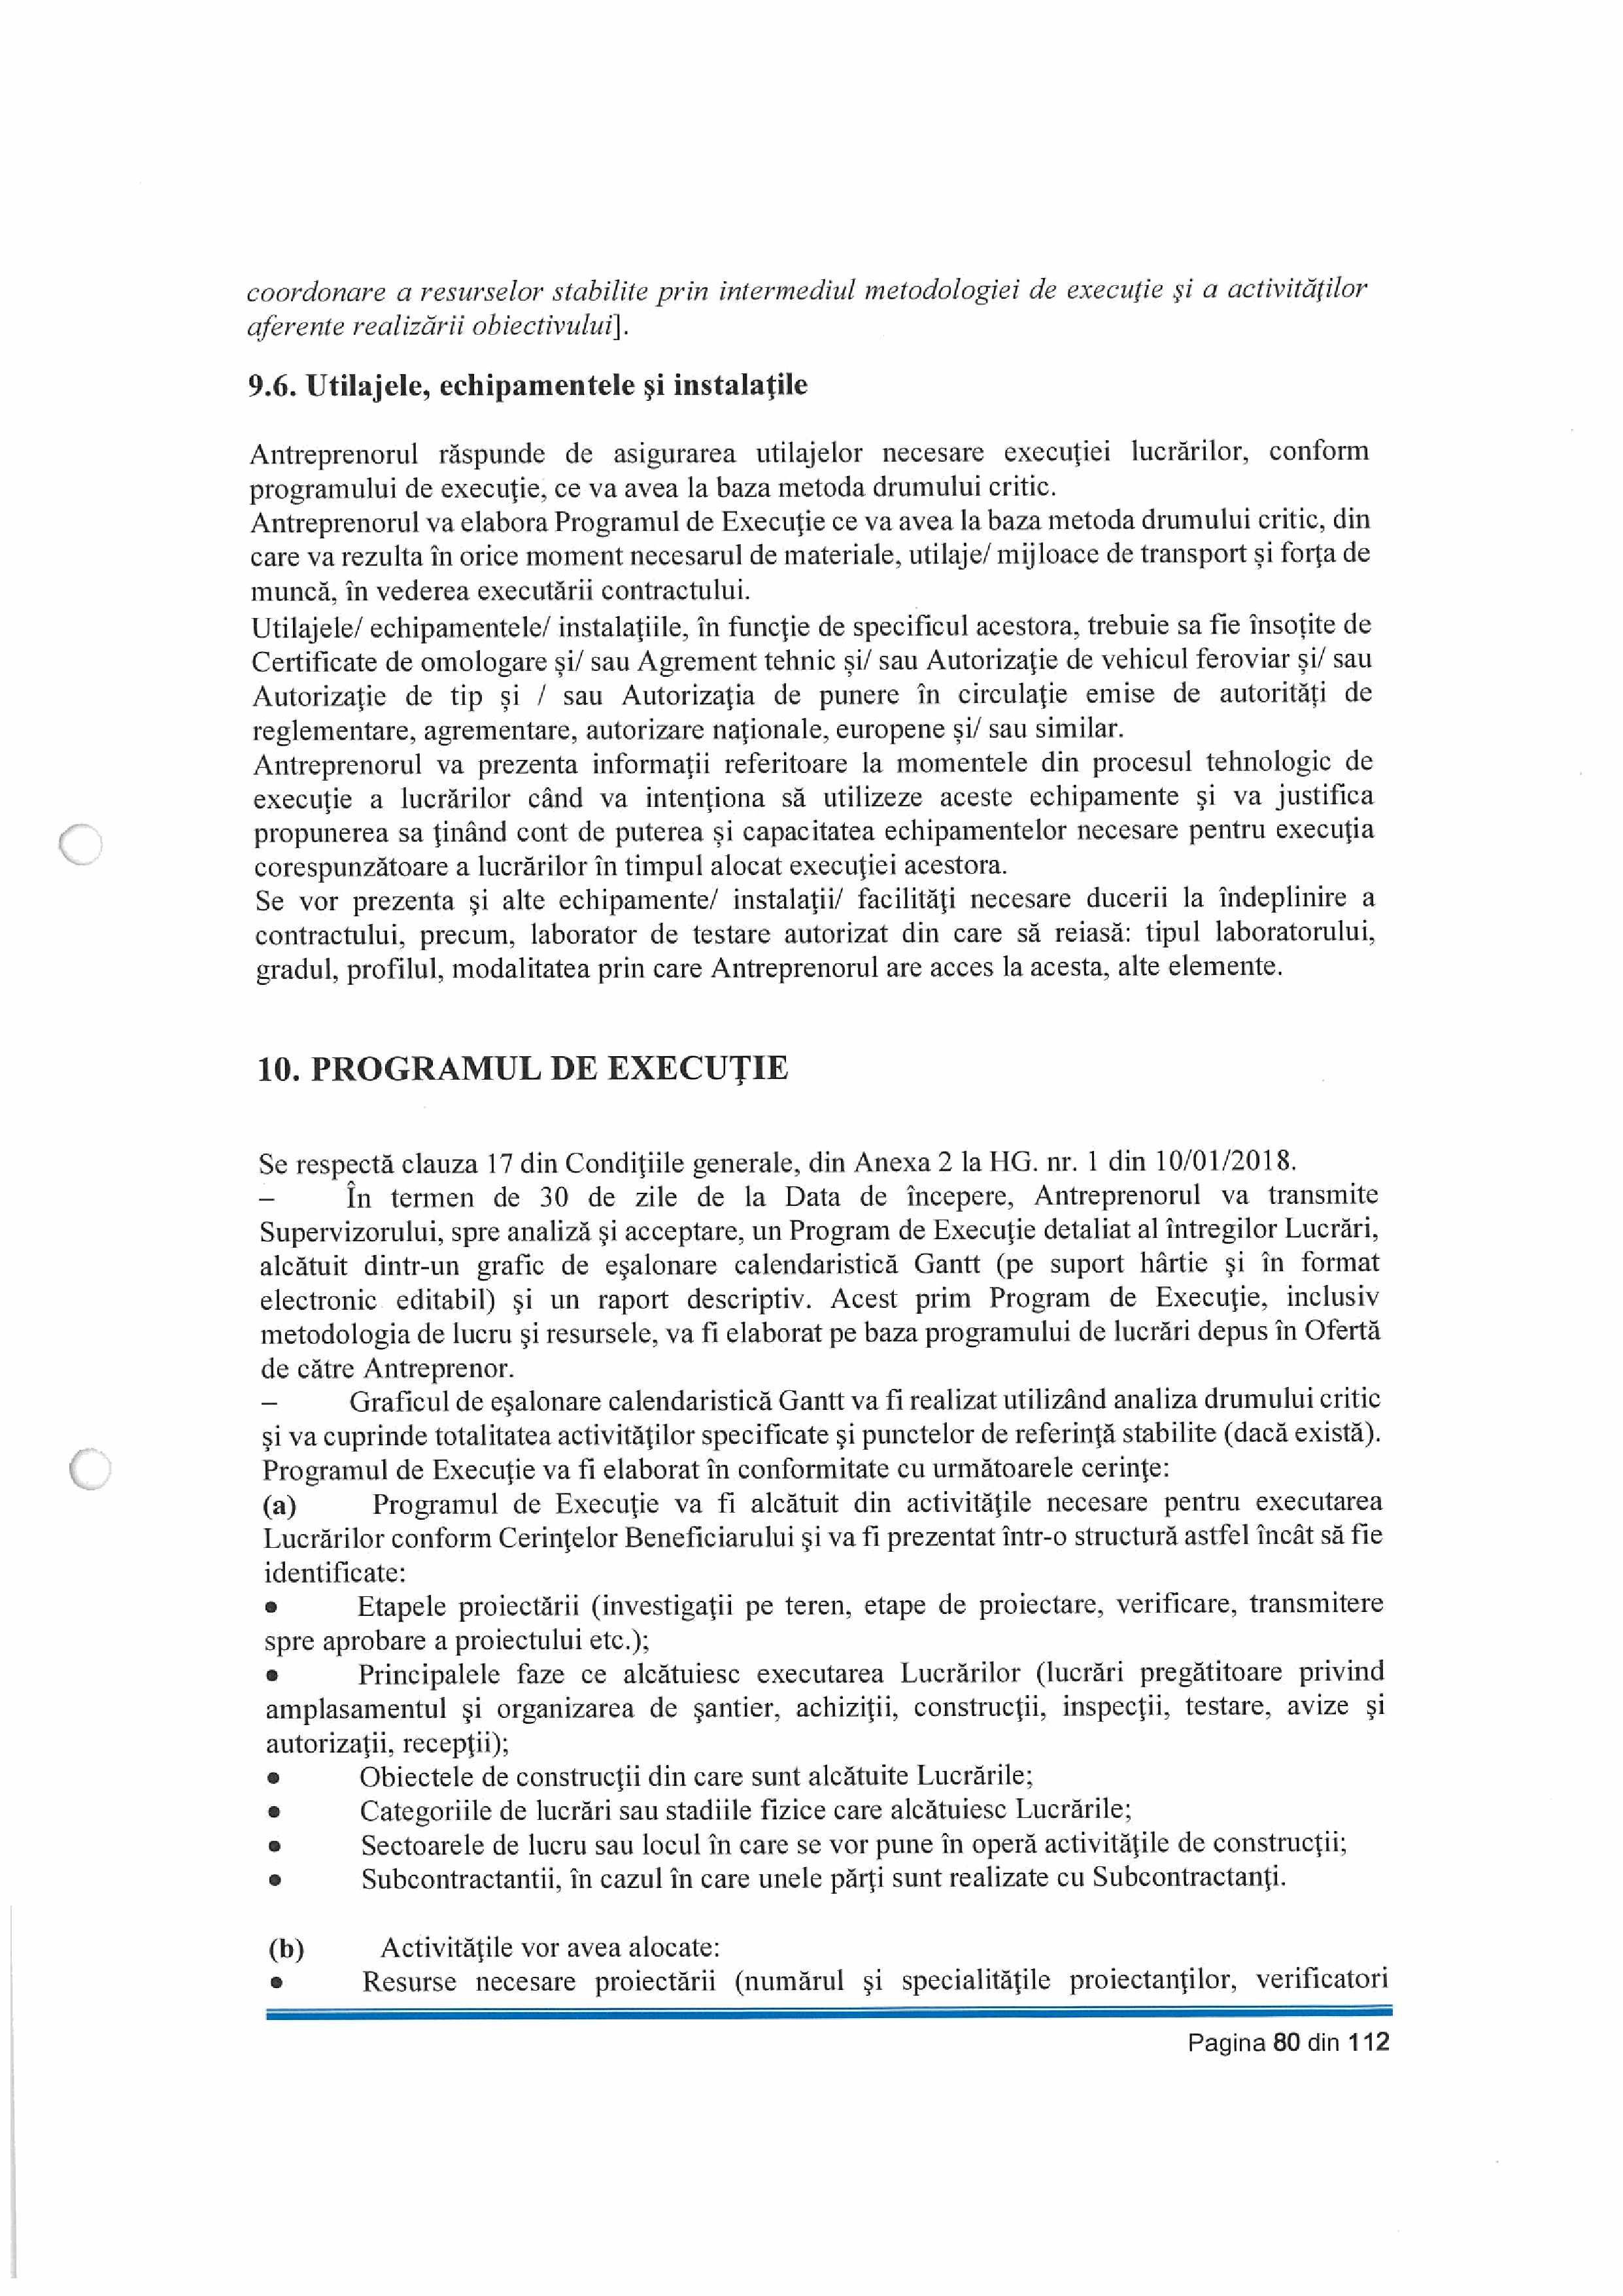 coordonare a resurselor stabilite prin intermediul metodologiei de execuţie şi a activităţilor
aferente realizării obiectivului].
9.6. Utilajele, echipamentele şi instalaţile
Antreprenorul răspunde de asigurarea utilajelor necesare execuţiei lucrărilor, conform
programului de execuţie, ce va avea la baza metoda drumului critic.
Antreprenorul va elabora Programul de Execuţie ce va avea la baza metoda drumului critic, din
care va rezulta în orice moment necesarul de materiale, utilaje/ mijloace de transport și forţa de
muncă, în vederea executării contractului.
Utilajele/ echipamentele/ instalaţiile, în funcţie de specificul acestora, trebuie sa fie însoțite de
Certificate de omologare și/ sau Agrement tehnic și/ sau Autorizaţie de vehicul feroviar și/ sau
Autorizaţie de tip și / sau Autorizaţia de punere în circulaţie emise de autorități de
reglementare, agrementare, autorizare naţionale, europene și/ sau similar.
Antreprenorul va prezenta informaţii referitoare la momentele din procesul tehnologic de
execuţie a lucrărilor când va intenţiona să utilizeze aceste echipamente şi va justifica
propunerea sa ţinând cont de puterea și capacitatea echipamentelor necesare pentru execuţia
corespunzătoare a lucrărilor în timpul alocat execuţiei acestora.
Se vor prezenta şi alte echipamente/ instalaţii/ facilităţi necesare ducerii la îndeplinire a
contractului, precum, laborator de testare autorizat din care să reiasă: tipul laboratorului,
gradul, profilul, modalitatea prin care Antreprenorul are acces la acesta, alte elemente.
10. PROGRAMUL DE EXECUŢIE
Se respectă clauza 17 din Condiţiile generale, din Anexa 2 la HG. nr. 1 din 10/01/2018.
– În termen de 30 de zile de la Data de începere, Antreprenorul va transmite
Supervizorului, spre analiză şi acceptare, un Program de Execuţie detaliat al întregilor Lucrări,
alcătuit dintr-un grafic de eşalonare calendaristică Gantt (pe suport hârtie şi în format
electronic editabil) şi un raport descriptiv. Acest prim Program de Execuţie, inclusiv
metodologia de lucru şi resursele, va fi elaborat pe baza programului de lucrări depus în Ofertă
de către Antreprenor.
– Graficul de eşalonare calendaristică Gantt va fi realizat utilizând analiza drumului critic
şi va cuprinde totalitatea activităţilor specificate şi punctelor de referinţă stabilite (dacă există).
Programul de Execuţie va fi elaborat în conformitate cu următoarele cerinţe:
(a) Programul de Execuţie va fi alcătuit din activităţile necesare pentru executarea
Lucrărilor conform Cerinţelor Beneficiarului şi va fi prezentat într-o structură astfel încât să fie
identificate:
• Etapele proiectării (investigaţii pe teren, etape de proiectare, verificare, transmitere
spre aprobare a proiectului etc.);
• Principalele faze ce alcătuiesc executarea Lucrărilor (lucrări pregătitoare privind
amplasamentul şi organizarea de şantier, achiziţii, construcţii, inspecţii, testare, avize şi
autorizaţii, recepţii);
• Obiectele de construcţii din care sunt alcătuite Lucrările;
• Categoriile de lucrări sau stadiile fizice care alcătuiesc Lucrările;
• Sectoarele de lucru sau locul în care se vor pune în operă activităţile de construcţii;
• Subcontractantii, în cazul în care unele părţi sunt realizate cu Subcontractanţi.
(b) Activităţile vor avea alocate:
• Resurse necesare proiectării (numărul şi specialităţile proiectanţilor, verificatori
Pagina 80 din 112